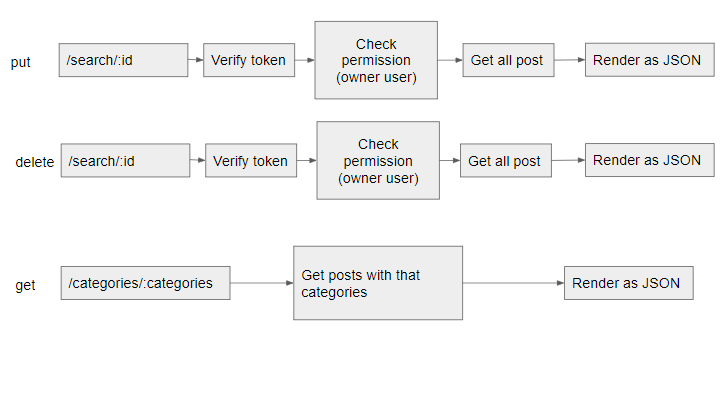 put
/search/:id
Verify token
Check
permission
(owner user)
Get all post
Render as JSON
delete
/search/:id
Verify token
Check
permission
(owner user)
Get all post
Render as JSON
get
/categories/:categories
Get posts with that
categories
Render as JSON